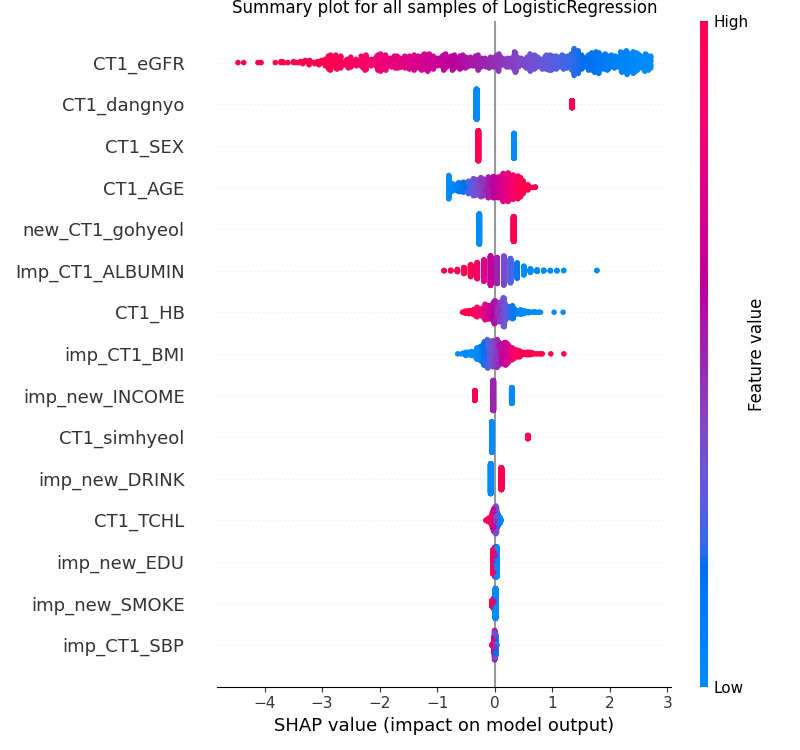 Summary plot for all samples of LogisticRegression
High
CT1_eGFR
CT1_dangnyo
CT1_SEX
CT1_AGE
new_CT1_gohyeol
Imp_CT1_ALBUMIN
CT1_HB
imp_CT1_BMI
imp_new_INCOME
CT1_simhyeol
imp_new_DRINK
CT1_TCHL
imp_new_EDU
imp_new_SMOKE
imp_CT1_SBP
Feature value
Low
−4 −3 −2 −1 0 1 2 3
SHAP value (impact on model output)